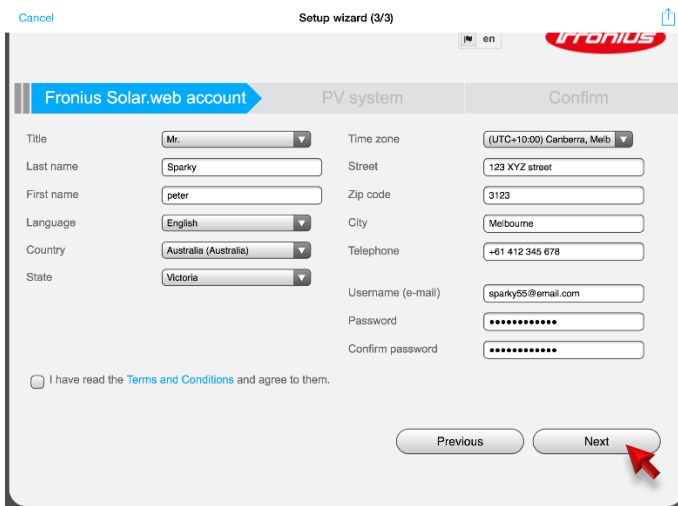 Cancel
Setup wizard (3/3)
en
Fronius
Fronius Solar.web account
PV system
Confirm
Title
Mr.
Time zone
(UTC+10:00) Canberra, Melb
Last name
Sparky
Street
123 XYZ street
First name
peter
Zip code
3123
Language
English
City
Melbourne
Country
Australia (Australia)
Telephone
+61 412 345 678
State
Victoria
Username (e-mail)
sparky55@email.com
Password
••••••••••••
Confirm password
••••••••••••
I have read the Terms and Conditions and agree to them.
Previous
Next